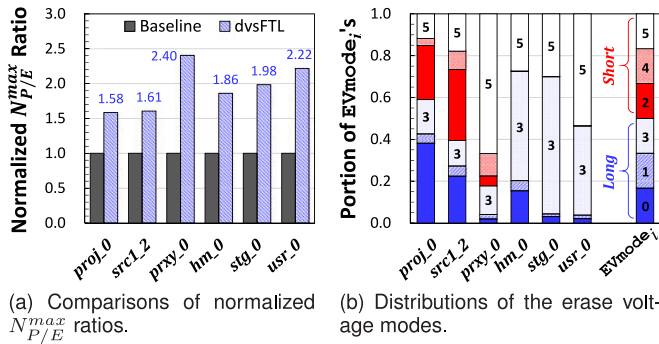 Baseline dvsFTL
Normalized N_{P/E}^{max} Ratio
3.0
2.5
2.0
1.5
1.0
0.5
0.0
1.58
1.61
2.40
1.86
1.98
2.22
proj_0
src1_2
prxy_0
hm_0
stg_0
usr_0
(a) Comparisons of normalized
N_{P/E}^{max} ratios.
Portion of EVmode_i's
1.0
0.8
0.6
0.4
0.2
0.0
5
3
5
3
5
3
5
3
5
3
5
3
Short
Long
5
4
2
3
1
0
proj_0
src1_2
prxy_0
hm_0
stg_0
usr_0
EVmode_i
(b) Distributions of the erase volt-
age modes.